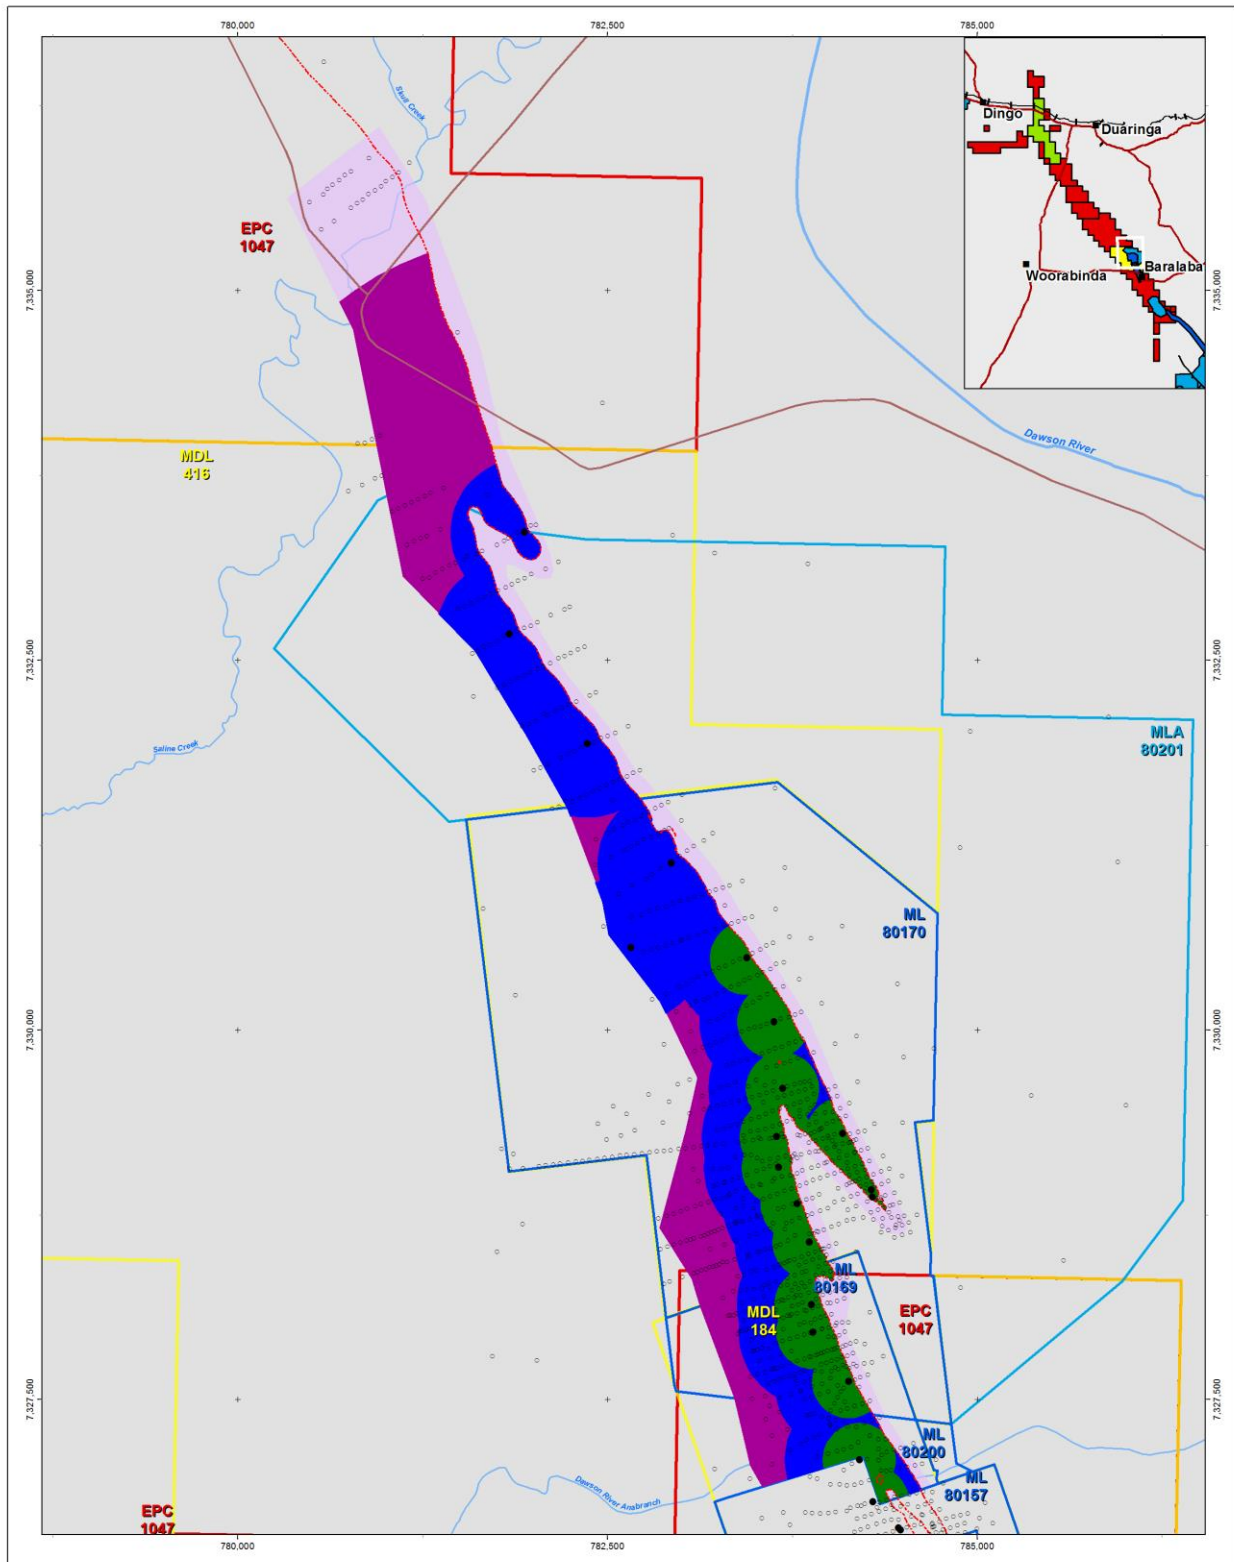 780,000
782,500
785,000
Skull Creek
Dingo
Duaringa
Woorabinda
Baralaba
EPC
1047
7,335,000
7,335,000
Dawson River
MDL
416
7,332,500
7,332,500
MLA
80201
Saline Creek
ML
80170
7,330,000
7,330,000
ML
80169
MDL
184
EPC
1047
7,327,500
7,327,500
ML
80200
ML
80157
Dawson River Anabranch
EPC
1047
780,000
782,500
785,000